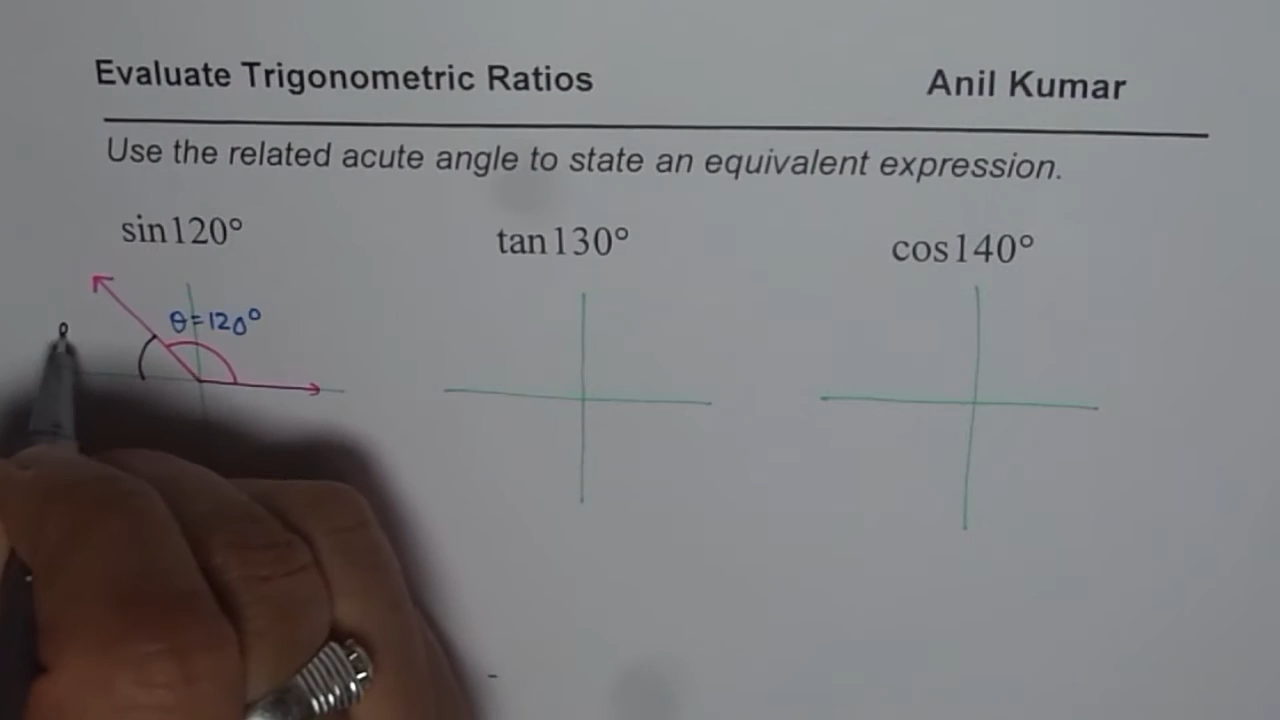 Evaluate Trigonometric Ratios Anil Kumar
Use the related acute angle to state an equivalent expression.
sin120° tan130° cos140°
θ=120°